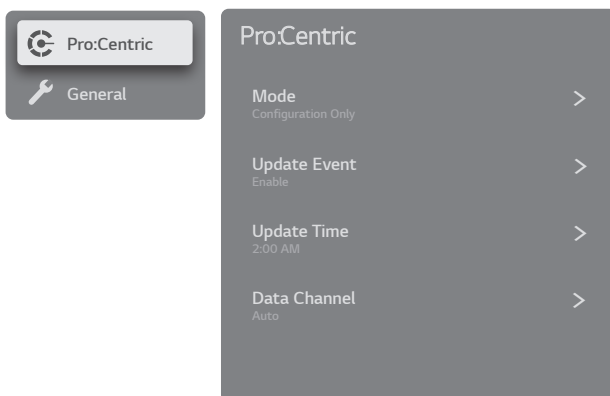 Pro:Centric
General
Pro:Centric
Mode
Configuration Only
Update Event
Enable
Update Time
2:00 AM
Data Channel
Auto